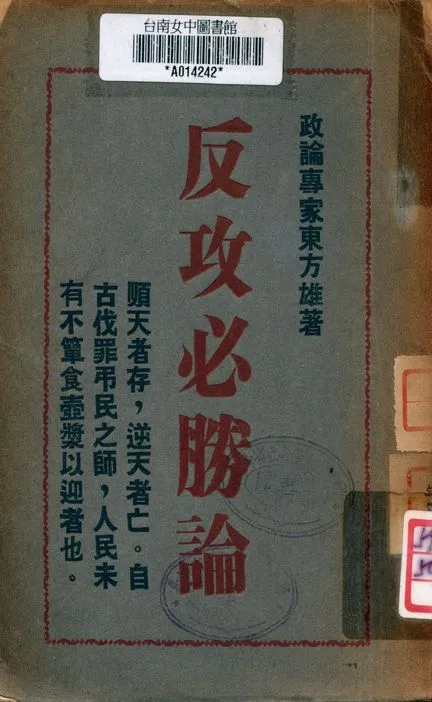 台南女中圖書館
*A014242*
政論專家東方雄著
反攻必勝論
順天者存，逆天者亡。自
古伐罪弔民之師，人民未
有不簞食壺漿以迎者也。